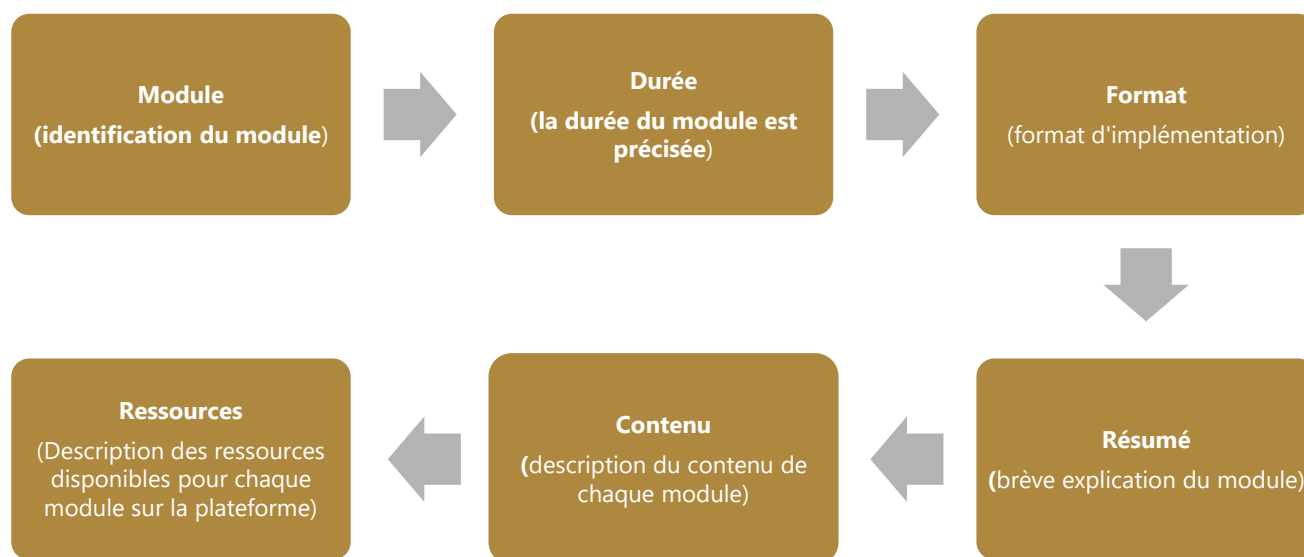 Module
(identification du module)
Durée
(la durée du module est
précisée)
Format
(format d'implémentation)
Résumé
(brève explication du module)
Contenu
(description du contenu de
chaque module)
Ressources
(Description des ressources
disponibles pour chaque
module sur la plateforme)